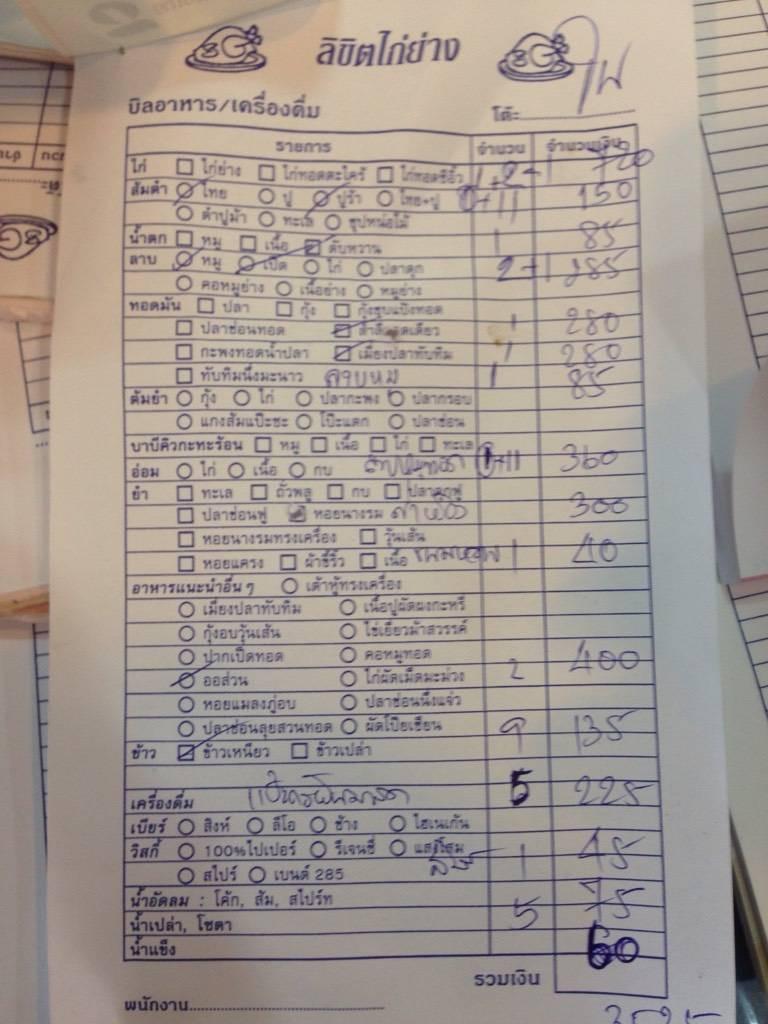 ลิขิตไก่ย่าง
บิลอาหาร/เครื่องดื่ม โต๊ะ
รายการ จำนวน จำนวนเงิน
ไก่ ไก่ย่าง ไก่ทอดตะไคร้ ไก่ทอดซีอิ้ว 1+2+1 720
ส้มตำ ไทย ปู ปูร้า ไทย+ปู +11 150
ตำปูม้า ทะเล ซุปหน่อไม้
น้ำตก หมู เนื้อ ตับหวาน 1 85
ลาบ หมู เป็ด ไก่ ปลาดุก 2+1 285
คอหมูย่าง เนื้อย่าง หมูย่าง
ทอดมัน ปลา กุ้ง กุ้งชุบแป้งทอด
ปลาช่อนทอด สำลีแดดเดียว 1 280
กะพงทอดน้ำปลา เมี่ยงปลาทับทิม 1 280
ทับทิมนึ่งมะนาว 1 85
ต้มยำ กุ้ง ไก่ ปลากะพง ปลากรอบ
แกงส้มแป๊ะซะ โป๊ะแตก ปลาช่อน
บาบีคิวกะทะร้อน หมู เนื้อ ไก่ ทะเล
อ่อม ไก่ เนื้อ กบ +11 360
ยำ ทะเล ถั่วพลู กบ ปลาดุกฟู
ปลาช่อนฟู หอยนางรม 300
หอยนางรมทรงเครื่อง วุ้นเส้น
หอยแครง ผ้าขี้ริ้ว เนื้อ 1 40
อาหารแนะนำอื่นๆ เต้าหู้ทรงเครื่อง
เมี่ยงปลาทับทิม เนื้อปูผัดผงกะหรี่
กุ้งอบวุ้นเส้น ไข่เยี่ยวม้าสวรรค์
ปากเป็ดทอด คอหมูทอด
ออส่วน ไก่ผัดเม็ดมะม่วง 2 400
หอยแมลงภู่อบ ปลาช่อนนึ่งแจ่ว
ปลาช่อนลุยสวนทอด ผัดโป๊ยเซียน
ข้าว ข้าวเหนียว ข้าวเปล่า 9 135
เครื่องดื่ม 5 225
เบียร์ สิงห์ ลีโอ ช้าง ไฮเนเก้น
วิสกี้ 100%ไปเปอร์ รีเจนซี่ แสงโสม 1 45
สไปร์ เบนด์ 285
น้ำอัดลม : โค้ก, ส้ม, สไปร์ท 75
น้ำเปล่า, โซดา 5
น้ำแข็ง 60
รวมเงิน
พนักงาน
3525